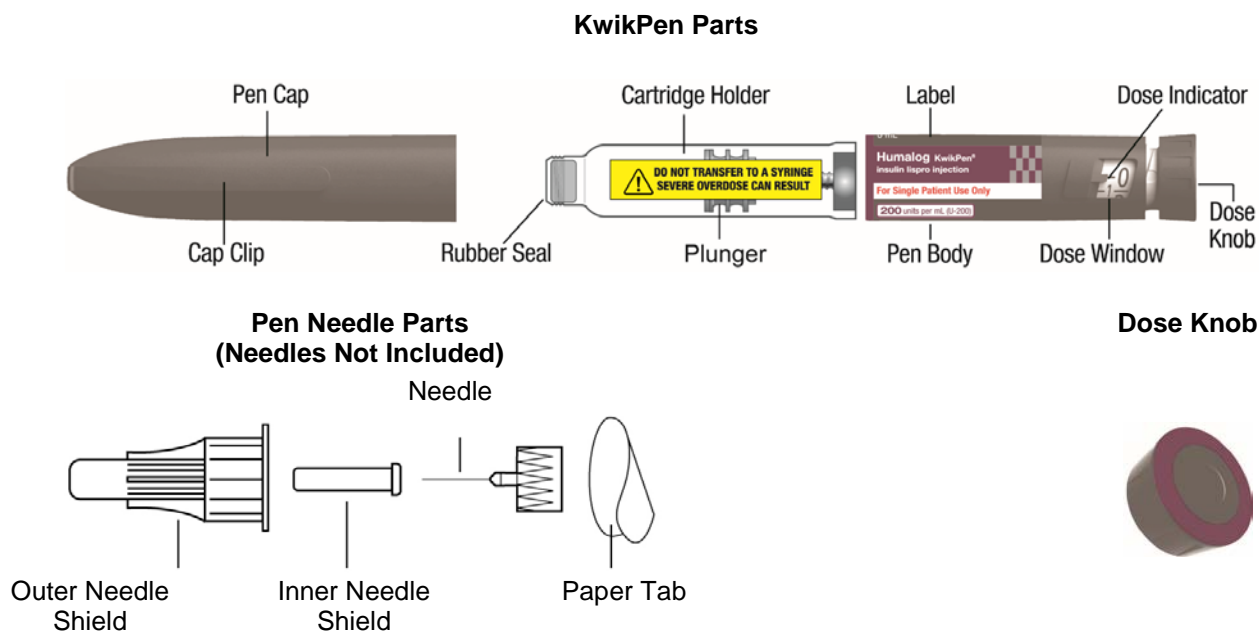 KwikPen Parts
Pen Cap
Cartridge Holder
Label
Dose Indicator
DO NOT TRANSFER TO A SYRINGE
SEVERE OVERDOSE CAN RESULT
Humalog KwikPen®
insulin lispro injection
For Single Patient Use Only
200 units per mL (U-200)
0
Cap Clip
Rubber Seal
Plunger
Pen Body
Dose Window
Dose
Knob
Pen Needle Parts
(Needles Not Included)
Dose Knob
Needle
Outer Needle
Shield
Inner Needle
Shield
Paper Tab